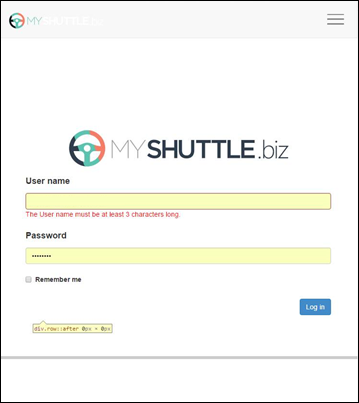 MYSHUTTLE
MYSHUTTLE.biz
User name
The User name must be at least 3 characters long.
Password
Remember me
Log in
div.row::after 0px × 0px